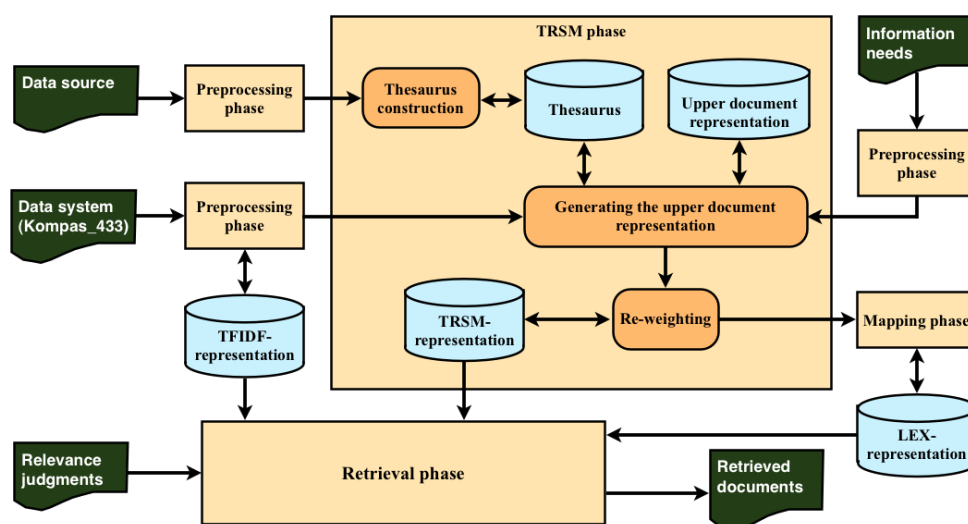 TRSM phase
Information
needs
Data source
Preprocessing
phase
Thesaurus
construction
Thesaurus
Upper document
representation
Preprocessing
phase
Data system
(Kompas_433)
Preprocessing
phase
Generating the upper document
representation
TFIDF-
representation
TRSM-
representation
Re-weighting
Mapping phase
LEX-
representation
Relevance
judgments
Retrieval phase
Retrieved
documents